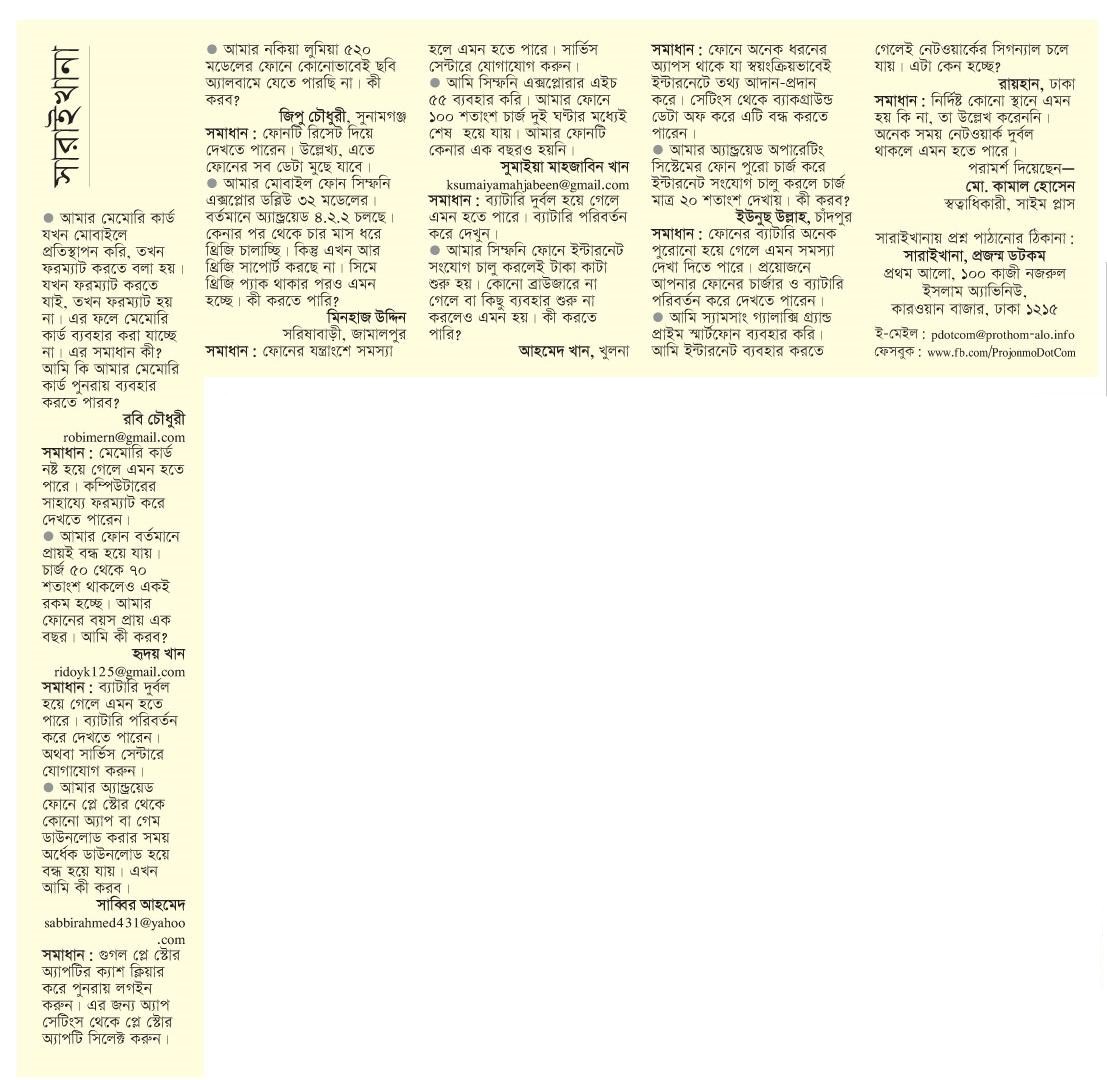 সারাইখানা
● আমার মেমোরি কার্ড
যখন মোবাইলে
প্রতিস্থাপন করি, তখন
ফরম্যাট করতে বলা হয়।
যখন ফরম্যাট করতে
যাই, তখন ফরম্যাট হয়
না। এর ফলে মেমোরি
কার্ড ব্যবহার করা যাচ্ছে
না। এর সমাধান কী?
আমি কি আমার মেমোরি
কার্ড পুনরায় ব্যবহার
করতে পারব?
রবি চৌধুরী
robimern@gmail.com
সমাধান : মেমোরি কার্ড
নষ্ট হয়ে গেলে এমন হতে
পারে। কম্পিউটারের
সাহায্যে ফরম্যাট করে
দেখতে পারেন।
● আমার ফোন বর্তমানে
প্রায়ই বন্ধ হয়ে যায়।
চার্জ ৫০ থেকে ৭০
শতাংশ থাকলেও একই
রকম হচ্ছে। আমার
ফোনের বয়স প্রায় এক
বছর। আমি কী করব?
হৃদয় খান
ridoyk125@gmail.com
সমাধান : ব্যাটারি দুর্বল
হয়ে গেলে এমন হতে
পারে। ব্যাটারি পরিবর্তন
করে দেখতে পারেন।
অথবা সার্ভিস সেন্টারে
যোগাযোগ করুন।
● আমার অ্যান্ড্রয়েড
ফোনে প্লে স্টোর থেকে
কোনো অ্যাপ বা গেম
ডাউনলোড করার সময়
অর্ধেক ডাউনলোড হয়ে
বন্ধ হয়ে যায়। এখন
আমি কী করব।
সাব্বির আহমেদ
sabbirahmed431@yahoo
.com
সমাধান : গুগল প্লে স্টোর
অ্যাপটির ক্যাশ ক্লিয়ার
করে পুনরায় লগইন
করুন। এর জন্য অ্যাপ
সেটিংস থেকে প্লে স্টোর
অ্যাপটি সিলেক্ট করুন।
● আমার নকিয়া লুমিয়া ৫২০
মডেলের ফোনে কোনোভাবেই ছবি
অ্যালবামে যেতে পারছি না। কী
করব?
জিপু চৌধুরী, সুনামগঞ্জ
সমাধান : ফোনটি রিসেট দিয়ে
দেখতে পারেন। উল্লেখ্য, এতে
ফোনের সব ডেটা মুছে যাবে।
● আমার মোবাইল ফোন সিম্ফনি
এক্সপ্লোর ডব্লিউ ৩২ মডেলের।
বর্তমানে অ্যান্ড্রয়েড ৪.২.২ চলছে।
কেনার পর থেকে চার মাস ধরে
থ্রিজি চালাচ্ছি। কিন্তু এখন আর
থ্রিজি সাপোর্ট করছে না। সিমে
থ্রিজি প্যাক থাকার পরও এমন
হচ্ছে। কী করতে পারি?
মিনহাজ উদ্দিন
সরিষাবাড়ী, জামালপুর
সমাধান : ফোনের যন্ত্রাংশে সমস্যা
হলে এমন হতে পারে। সার্ভিস
সেন্টারে যোগাযোগ করুন।
● আমি সিম্ফনি এক্সপ্লোরার এইচ
৫৫ ব্যবহার করি। আমার ফোনে
১০০ শতাংশ চার্জ দুই ঘণ্টার মধ্যেই
শেষ হয়ে যায়। আমার ফোনটি
কেনার এক বছরও হয়নি।
সুমাইয়া মাহজাবিন খান
ksumaiyamahjabeen@gmail.com
সমাধান : ব্যাটারি দুর্বল হয়ে গেলে
এমন হতে পারে। ব্যাটারি পরিবর্তন
করে দেখুন।
● আমার সিম্ফনি ফোনে ইন্টারনেট
সংযোগ চালু করলেই টাকা কাটা
শুরু হয়। কোনো ব্রাউজারে না
গেলে বা কিছু ব্যবহার শুরু না
করলেও এমন হয়। কী করতে
পারি?
আহমেদ খান, খুলনা
সমাধান : ফোনে অনেক ধরনের
অ্যাপস থাকে যা স্বয়ংক্রিয়ভাবেই
ইন্টারনেটে তথ্য আদান-প্রদান
করে। সেটিংস থেকে ব্যাকগ্রাউন্ড
ডেটা অফ করে এটি বন্ধ করতে
পারেন।
● আমার অ্যান্ড্রয়েড অপারেটিং
সিস্টেমের ফোন পুরো চার্জ করে
ইন্টারনেট সংযোগ চালু করলে চার্জ
মাত্র ২০ শতাংশ দেখায়। কী করব?
ইউনুছ উল্লাহ, চাঁদপুর
সমাধান : ফোনের ব্যাটারি অনেক
পুরোনো হয়ে গেলে এমন সমস্যা
দেখা দিতে পারে। প্রয়োজনে
আপনার ফোনের চার্জার ও ব্যাটারি
পরিবর্তন করে দেখতে পারেন।
● আমি স্যামসাং গ্যালাক্সি গ্র্যান্ড
প্রাইম স্মার্টফোন ব্যবহার করি।
আমি ইন্টারনেট ব্যবহার করতে
গেলেই নেটওয়ার্কের সিগন্যাল চলে
যায়। এটা কেন হচ্ছে?
রায়হান, ঢাকা
সমাধান : নির্দিষ্ট কোনো স্থানে এমন
হয় কি না, তা উল্লেখ করেননি।
অনেক সময় নেটওয়ার্ক দুর্বল
থাকলে এমন হতে পারে।
পরামর্শ দিয়েছেন—
মো. কামাল হোসেন
স্বত্বাধিকারী, সাইম প্লাস
সারাইখানায় প্রশ্ন পাঠানোর ঠিকানা :
সারাইখানা, প্রজন্ম ডটকম
প্রথম আলো, ১০০ কাজী নজরুল
ইসলাম অ্যাভিনিউ,
কারওয়ান বাজার, ঢাকা ১২১৫
ই-মেইল : pdotcom@prothom-alo.info
ফেসবুক : www.fb.com/ProjonmoDotCom